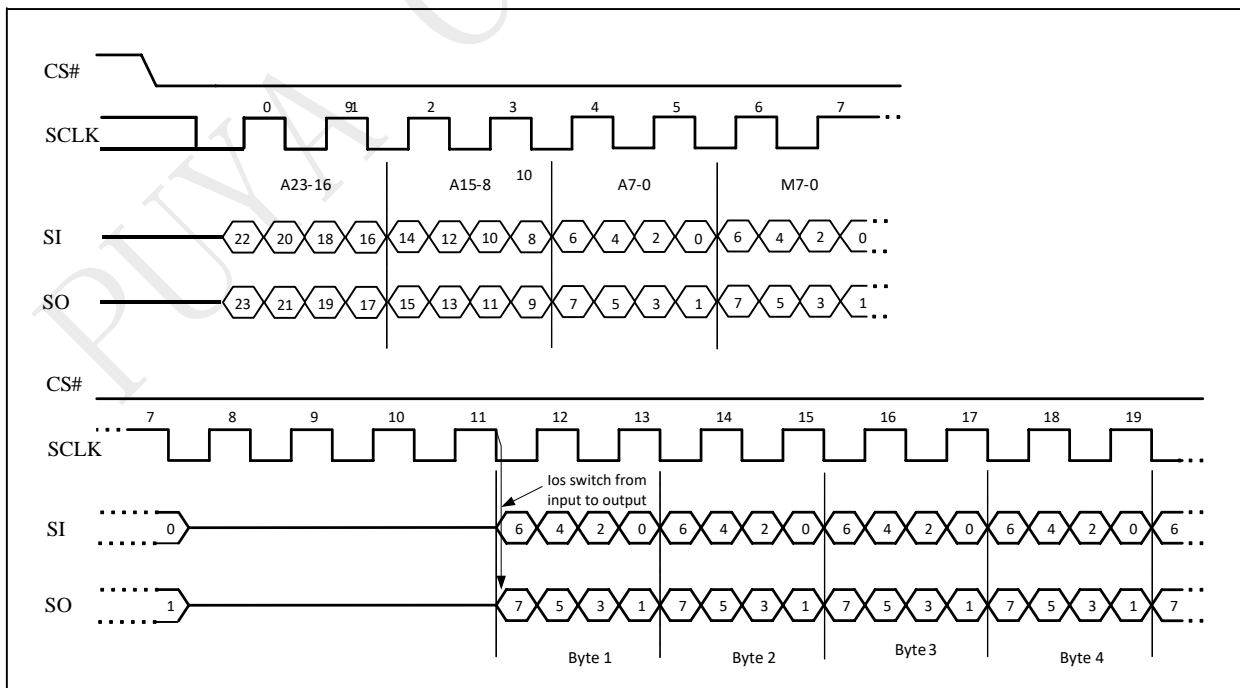 PUYA
CS#
0 91 2 3 4 5 6 7
SCLK
A23-16 A15-8 10 A7-0 M7-0
SI 22 20 18 16 14 12 10 8 6 4 2 0 6 4 2 0
SO 23 21 19 17 15 13 11 9 7 5 3 1 7 5 3 1
CS#
7 8 9 10 11 12 13 14 15 16 17 18 19
SCLK
Ios switch from
input to output
SI 0 6 4 2 0 6 4 2 0 6 4 2 0 6 4 2 0 6
SO 1 7 5 3 1 7 5 3 1 7 5 3 1 7 5 3 1 7
Byte 1 Byte 2 Byte 3 Byte 4